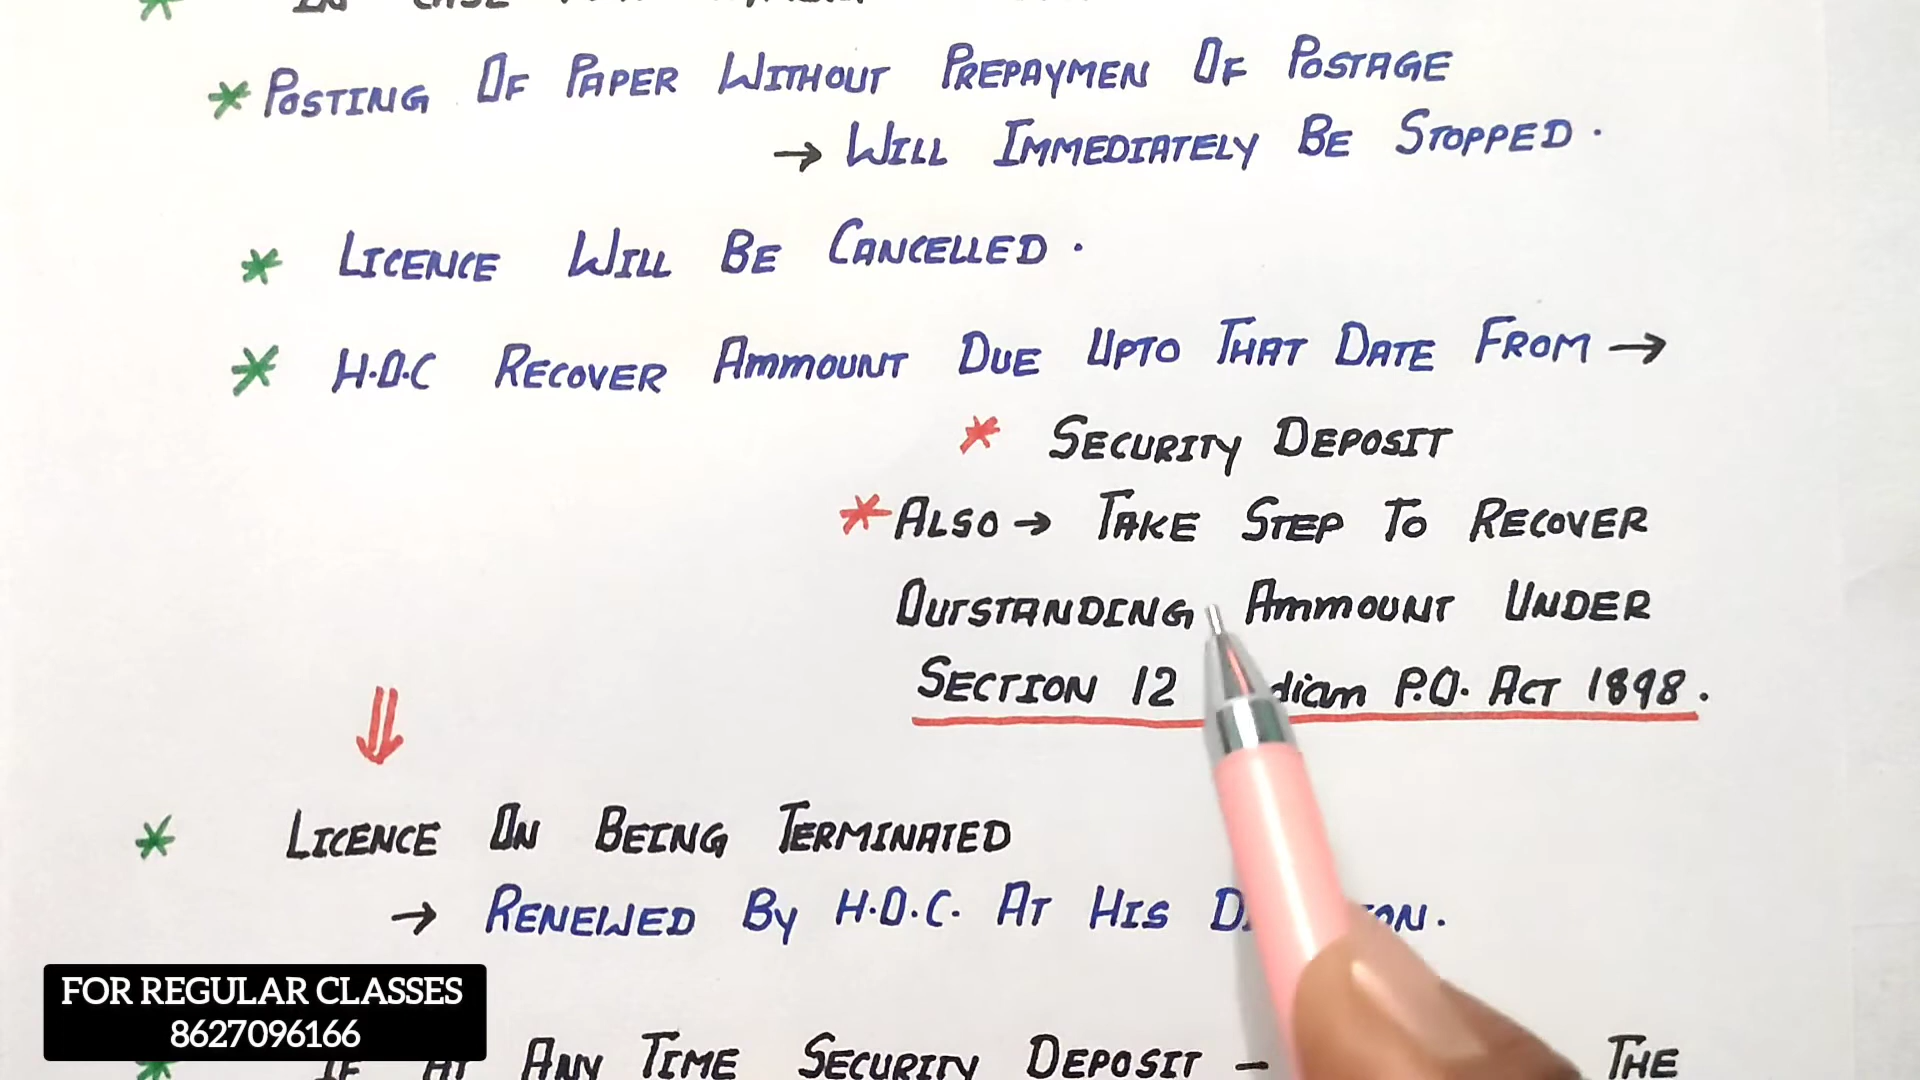 * POSTING OF PAPER WITHOUT PREPAYMEN OF POSTAGE
→ WILL IMMEDIATELY BE STOPPED.
* LICENCE WILL BE CANCELLED.
* H.O.C RECOVER AMMOUNT DUE UPTO THAT DATE FROM →
* SECURITY DEPOSIT
* ALSO → TAKE STEP TO RECOVER
OUTSTANDING AMMOUNT UNDER
SECTION 12 P.O. ACT 1898.
* LICENCE ON BEING TERMINATED
→ RENEWED BY H.O.C. AT HIS
FOR REGULAR CLASSES
8627096166
* IF AT ANY TIME SECURITY DEPOSIT - THE